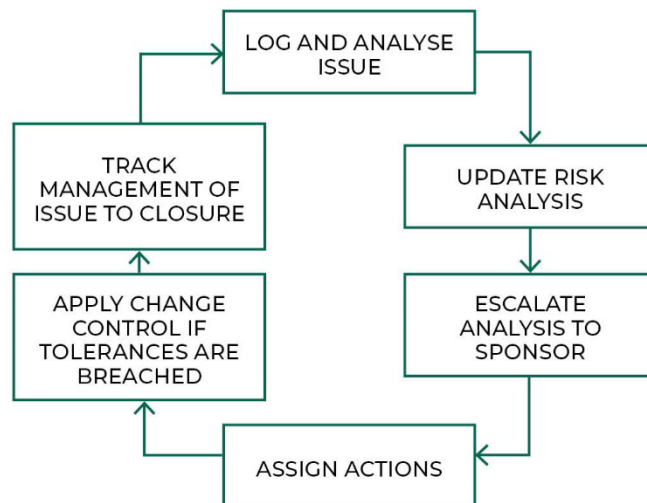 LOG AND ANALYSE
ISSUE
UPDATE RISK
ANALYSIS
ESCALATE
ANALYSIS TO
SPONSOR
ASSIGN ACTIONS
APPLY CHANGE
CONTROL IF
TOLERANCES ARE
BREACHED
TRACK
MANAGEMENT OF
ISSUE TO CLOSURE